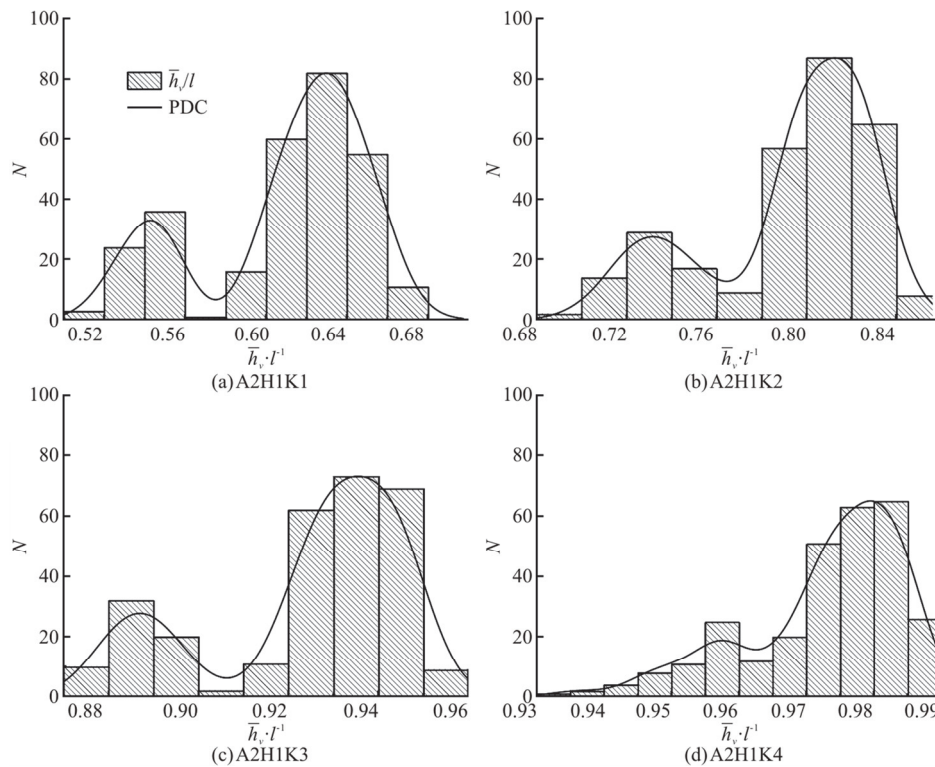 100
80
60
40
20
0
N
h̄ᵥ/l
PDC
0.52 0.56 0.60 0.64 0.68
h̄ᵥ·l⁻¹
(a)A2H1K1
100
80
60
40
20
0
N
0.68 0.72 0.76 0.80 0.84
h̄ᵥ·l⁻¹
(b)A2H1K2
100
80
60
40
20
0
N
0.88 0.90 0.92 0.94 0.96
h̄ᵥ·l⁻¹
(c)A2H1K3
100
80
60
40
20
0
N
0.93 0.94 0.95 0.96 0.97 0.98 0.99
h̄ᵥ·l⁻¹
(d)A2H1K4